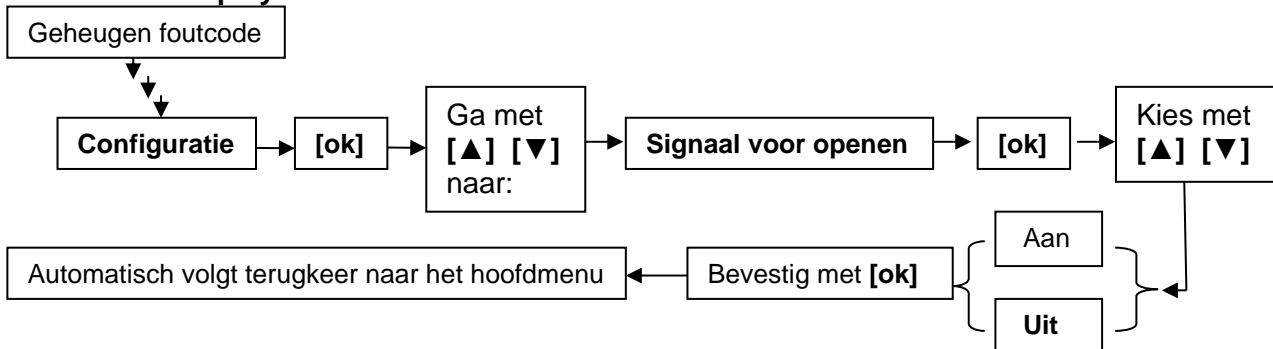 Geheugen foutcode
Configuratie
[ok]
Ga met
[▲] [▼]
naar:
Signaal voor openen
[ok]
Kies met
[▲] [▼]
Aan
Uit
Bevestig met [ok]
Automatisch volgt terugkeer naar het hoofdmenu